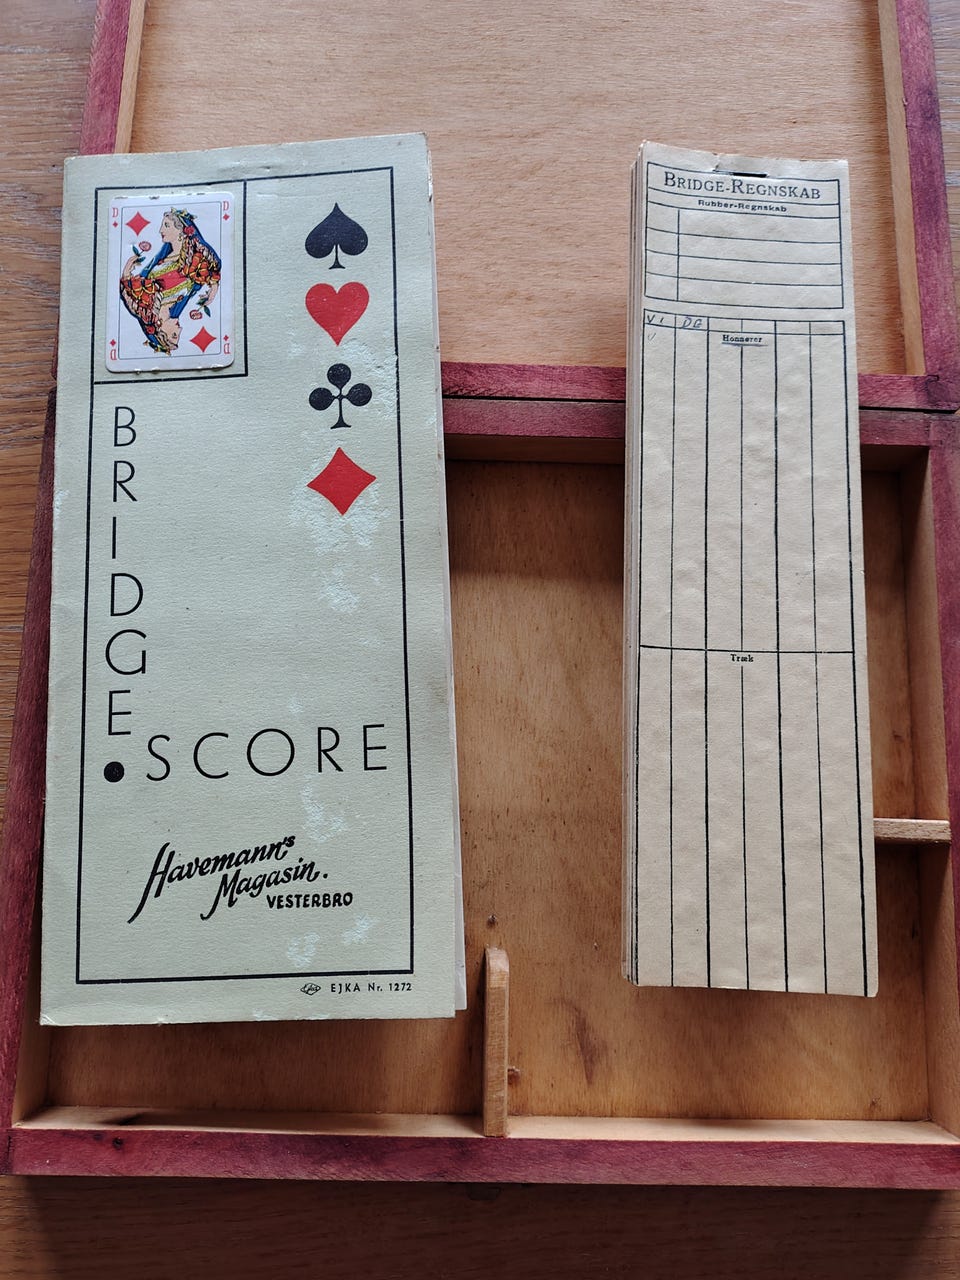 D
D
D
D
BRIDGE
SCORE
Havemann's
Magasin.
VESTERBRO
EJKA Nr. 1272
BRIDGE-REGNSKAB
Rubber-Regnskab
VI DE
Honnører
Træk